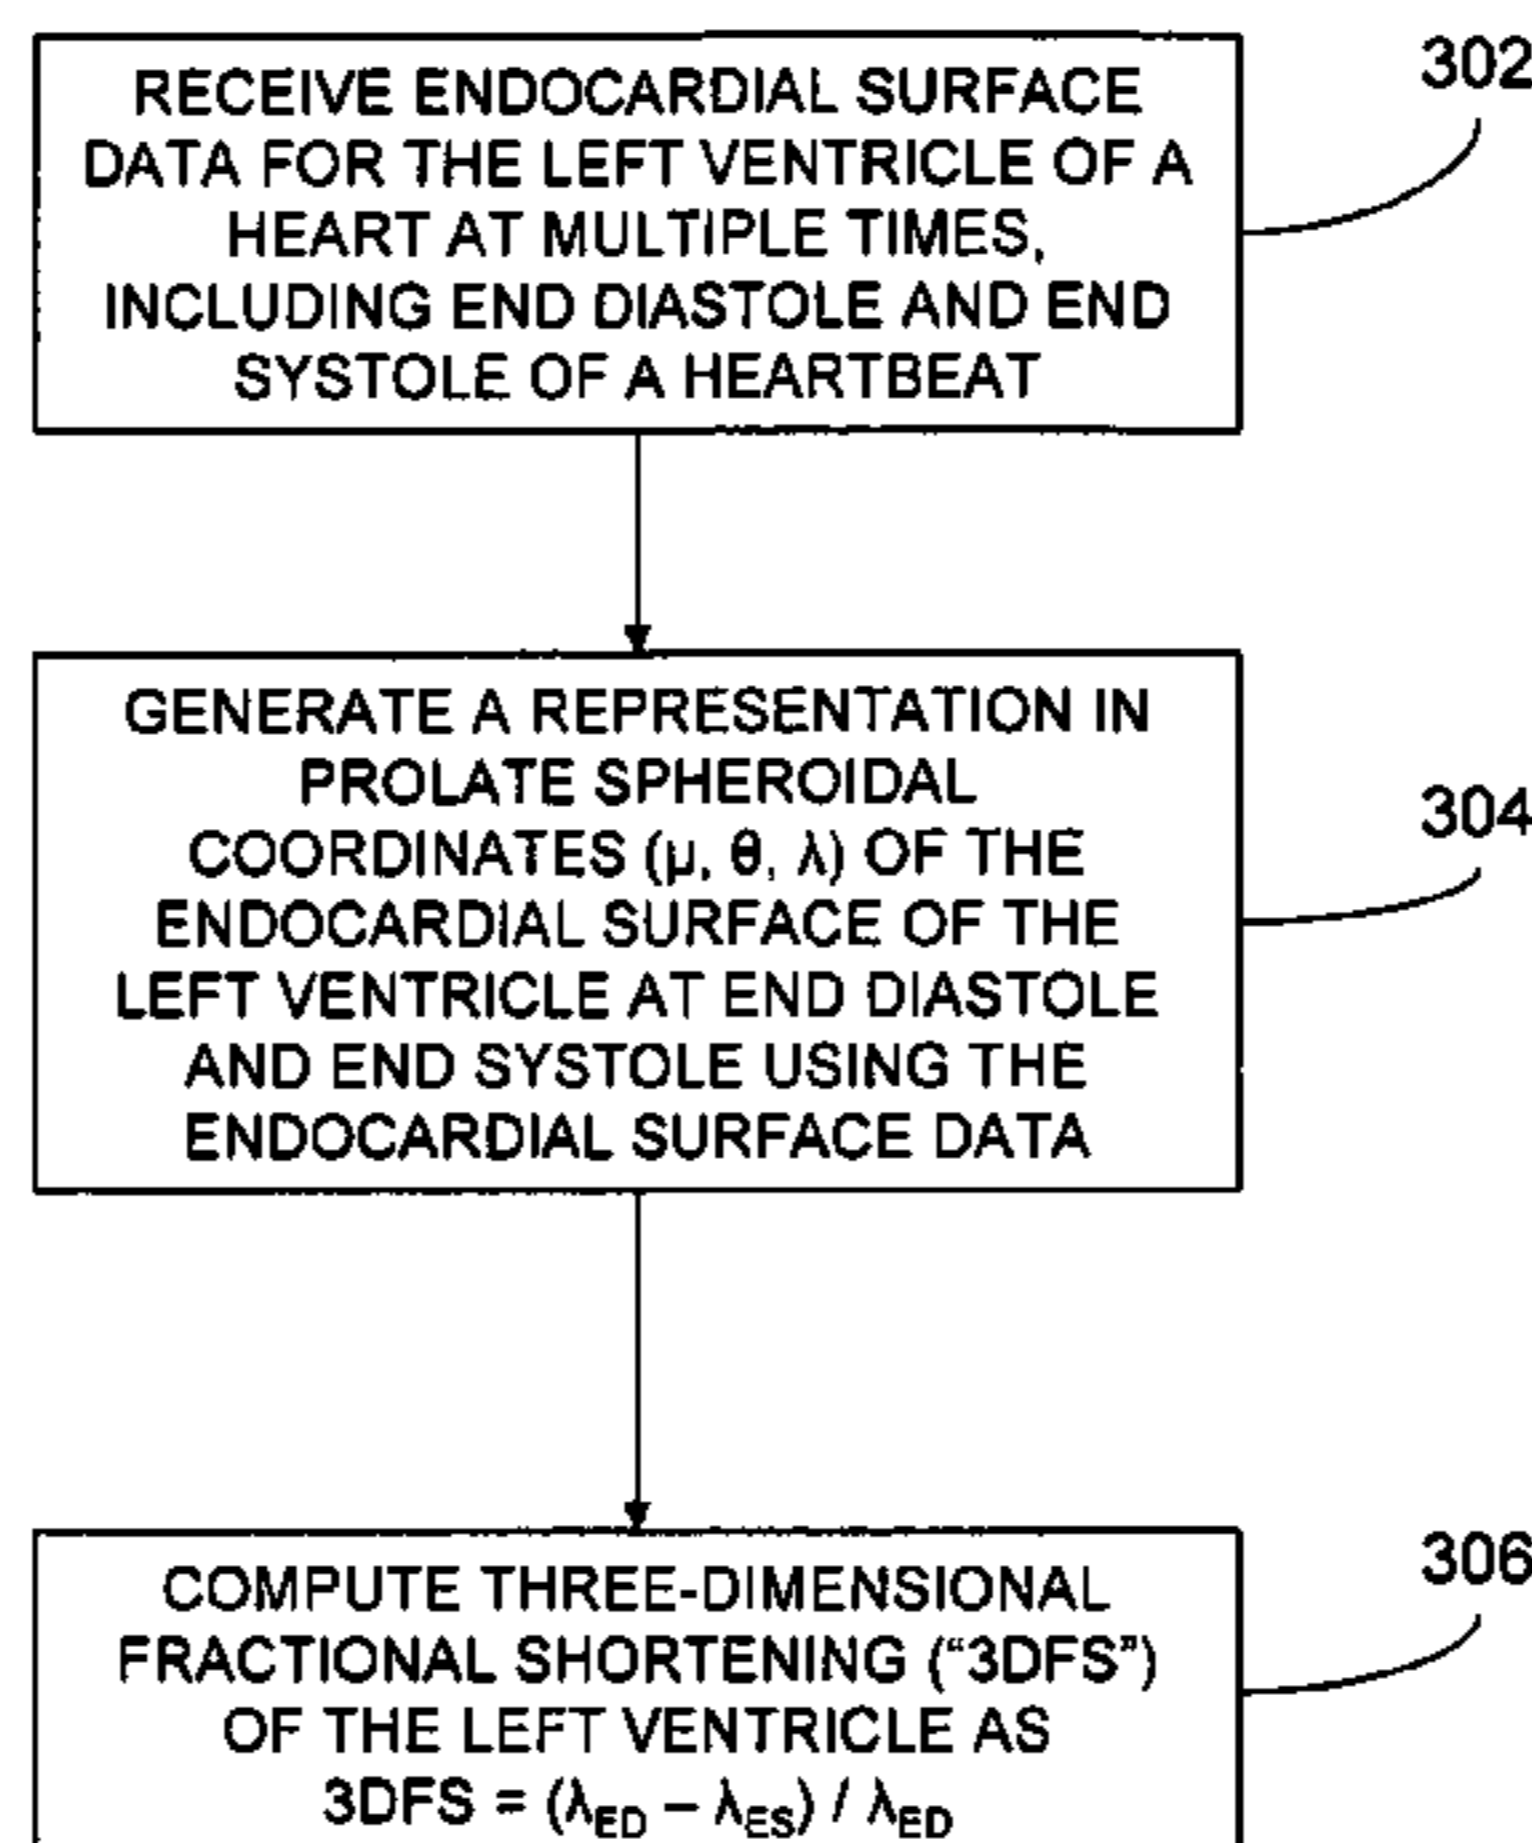 RECEIVE ENDOCARDIAL SURFACE
DATA FOR THE LEFT VENTRICLE OF A
HEART AT MULTIPLE TIMES,
INCLUDING END DIASTOLE AND END
SYSTOLE OF A HEARTBEAT
302
GENERATE A REPRESENTATION IN
PROLATE SPHEROIDAL
COORDINATES (μ, θ, λ) OF THE
ENDOCARDIAL SURFACE OF THE
LEFT VENTRICLE AT END DIASTOLE
AND END SYSTOLE USING THE
ENDOCARDIAL SURFACE DATA
304
COMPUTE THREE-DIMENSIONAL
FRACTIONAL SHORTENING (“3DFS”)
OF THE LEFT VENTRICLE AS
3DFS = (λED – λES) / λED
306